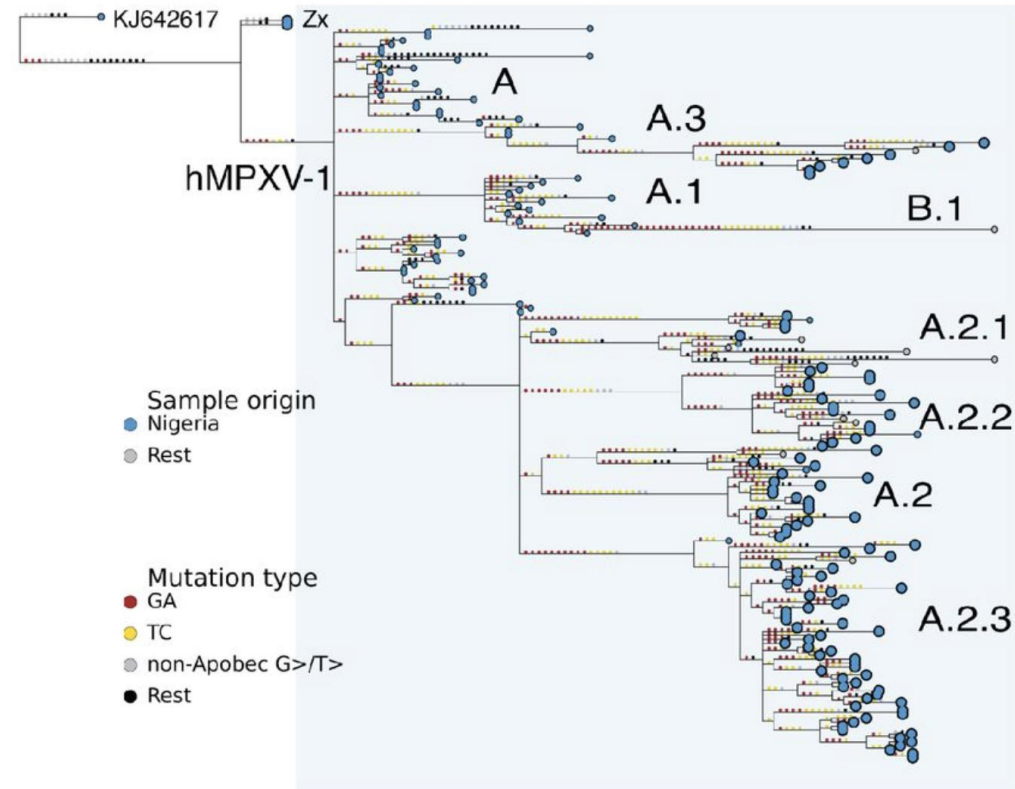 KJ642617
Zx
A
A.3
hMPXV-1
A.1
B.1
A.2.1
A.2.2
A.2
A.2.3
Sample origin
Nigeria
Rest
Mutation type
GA
TC
non-Apobec G>/T>
Rest